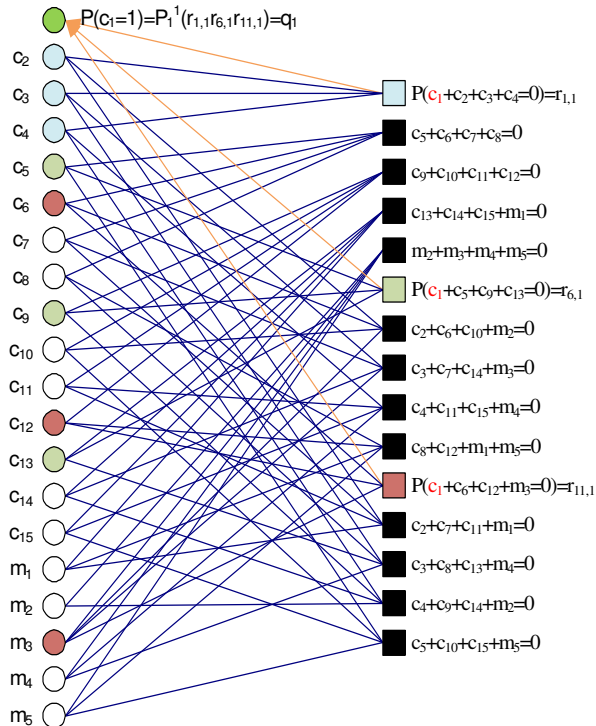 P(c₁=1)=P₁¹(r₁,₁r₆,₁r₁₁,₁)=q₁
c₂
c₃
c₄
c₅
c₆
c₇
c₈
c₉
c₁₀
c₁₁
c₁₂
c₁₃
c₁₄
c₁₅
m₁
m₂
m₃
m₄
m₅
P(c₁+c₂+c₃+c₄=0)=r₁,₁
c₅+c₆+c₇+c₈=0
c₉+c₁₀+c₁₁+c₁₂=0
c₁₃+c₁₄+c₁₅+m₁=0
m₂+m₃+m₄+m₅=0
P(c₁+c₅+c₉+c₁₃=0)=r₆,₁
c₂+c₆+c₁₀+m₂=0
c₃+c₇+c₁₄+m₃=0
c₄+c₁₁+c₁₅+m₄=0
c₈+c₁₂+m₁+m₅=0
P(c₁+c₆+c₁₂+m₃=0)=r₁₁,₁
c₂+c₇+c₁₁+m₁=0
c₃+c₈+c₁₃+m₄=0
c₄+c₉+c₁₄+m₂=0
c₅+c₁₀+c₁₅+m₅=0